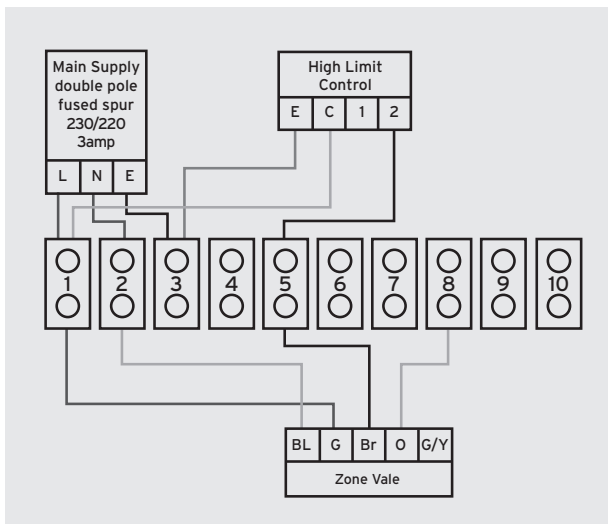 Main Supply
double pole
fused spur
230/220
3amp
L N E
High Limit
Control
E C 1 2
1 2 3 4 5 6 7 8 9 10
BL G Br O G/Y
Zone Vale